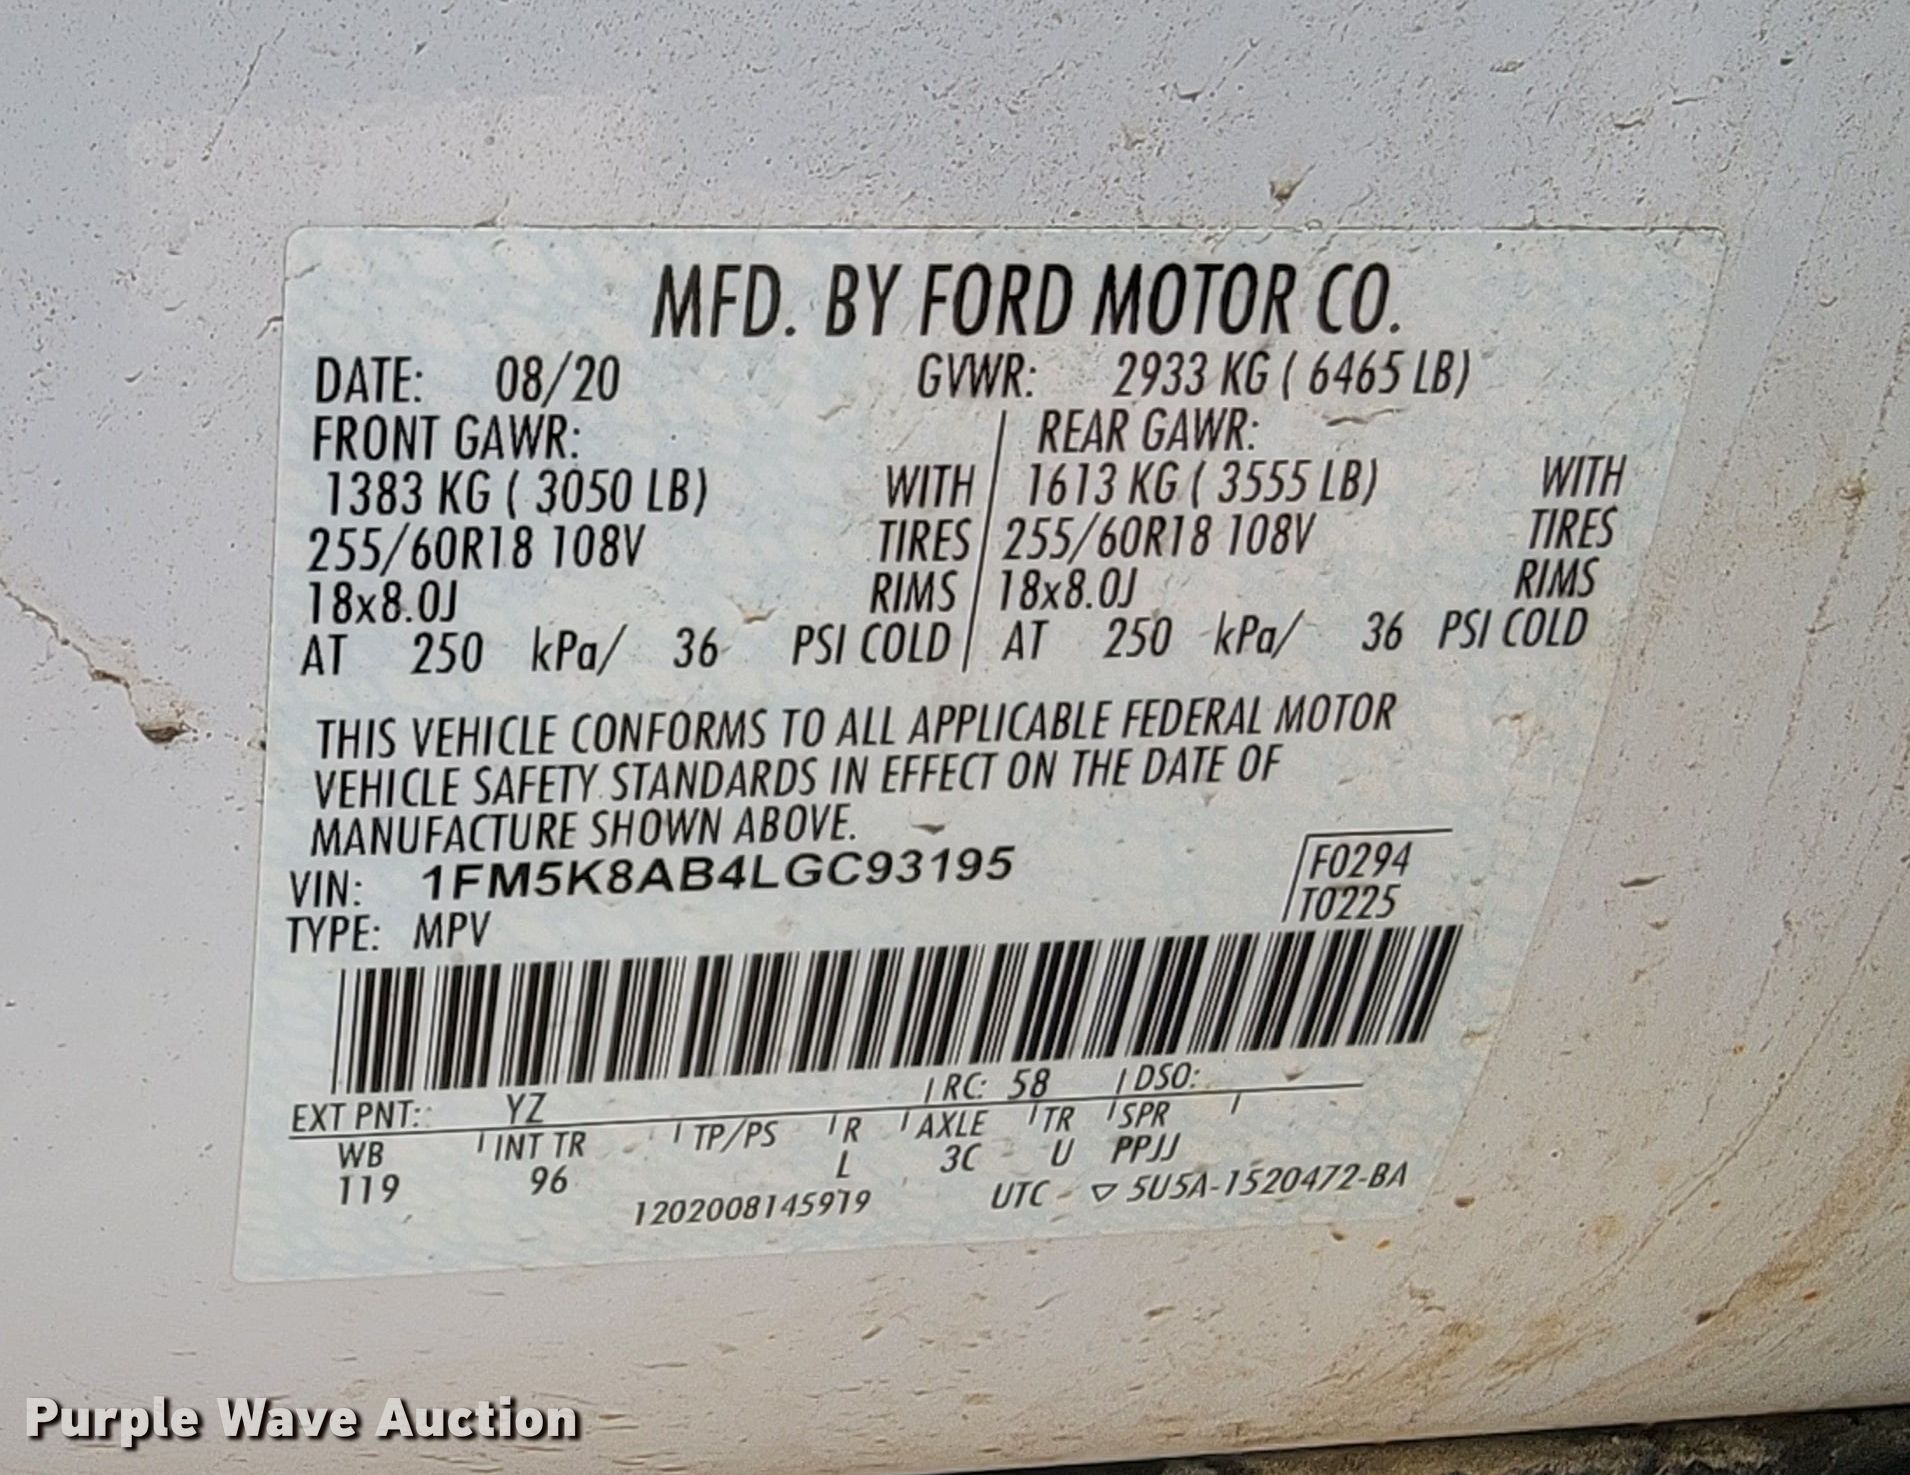 MFD. BY FORD MOTOR CO.
DATE: 08/20 GVWR: 2933 KG ( 6465 LB)
FRONT GAWR: REAR GAWR:
1383 KG ( 3050 LB) WITH 1613 KG ( 3555 LB) WITH
255/60R18 108V TIRES 255/60R18 108V TIRES
18x8.0J RIMS 18x8.0J RIMS
AT 250 kPa/ 36 PSI COLD AT 250 kPa/ 36 PSI COLD
THIS VEHICLE CONFORMS TO ALL APPLICABLE FEDERAL MOTOR
VEHICLE SAFETY STANDARDS IN EFFECT ON THE DATE OF
MANUFACTURE SHOWN ABOVE.
VIN: 1FM5K8AB4LGC93195 F0294
TYPE: MPV T0225
EXT PNT: YZ RC: 58 DSO:
WB INT TR TP/PS R AXLE TR SPR
119 96 L 3C U PPJJ
1202008145919 UTC ▽ 5U5A-1520472-BA
Purple Wave Auction